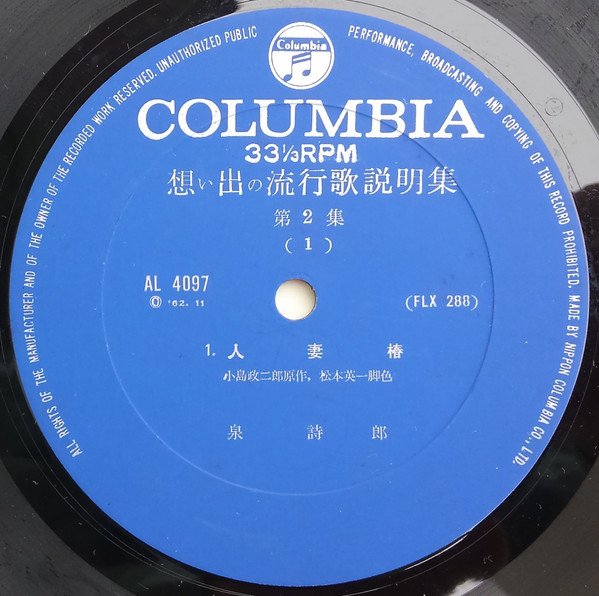 ALL RIGHTS OF THE MANUFACTURER AND OF THE OWNER OF THE RECORDED WORK RESERVED. UNAUTHORIZED PUBLIC PERFORMANCE, BROADCASTING AND COPYING OF THIS RECORD PROHIBITED. MADE BY NIPPON COLUMBIA CO., LTD.
Columbia
COLUMBIA
33⅓RPM
想い出の流行歌説明集
第2集
(1)
AL 4097
Ⓞ '62.11
(FLX 288)
1. 人妻椿
小島政二郎原作, 松本英一脚色
泉詩郎